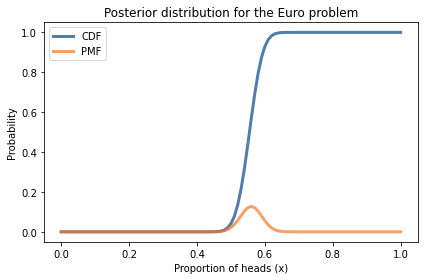 Posterior distribution for the Euro problem
CDF
PMF
Probability
1.0
0.8
0.6
0.4
0.2
0.0
0.0 0.2 0.4 0.6 0.8 1.0
Proportion of heads (x)